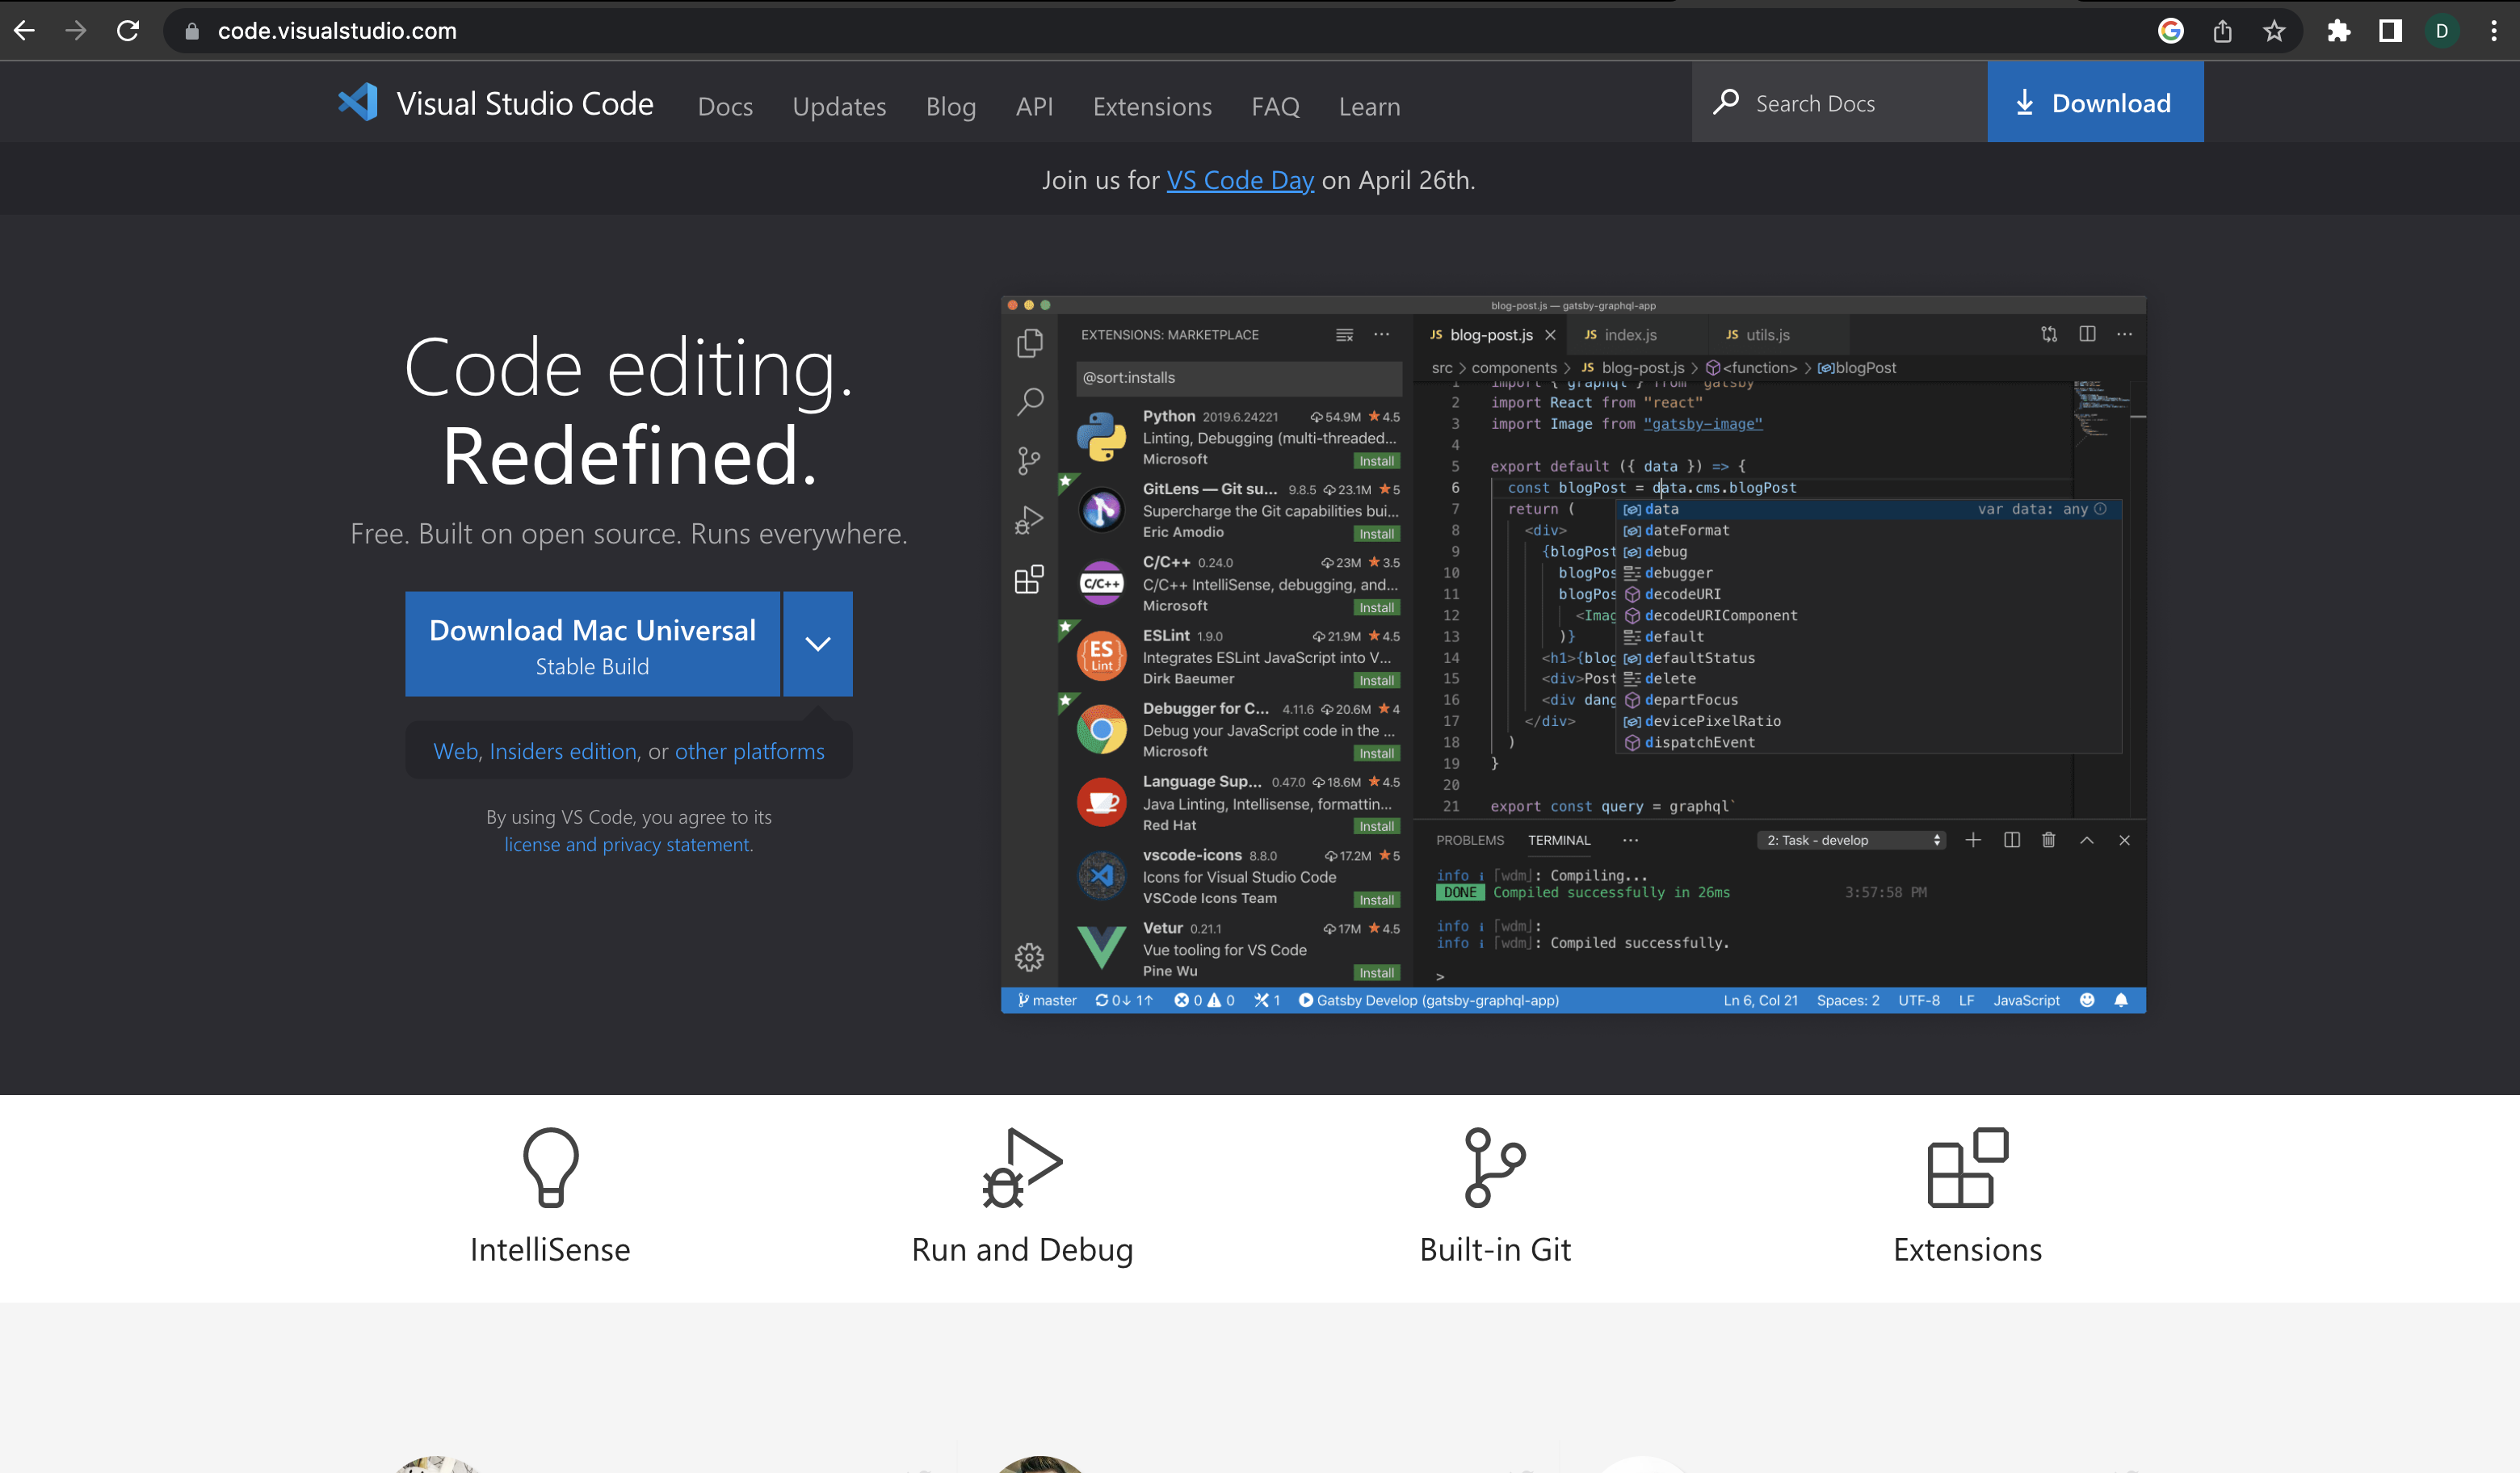 code.visualstudio.com
D
Visual Studio Code
Docs
Updates
Blog
API
Extensions
FAQ
Learn
Search Docs
Download
Join us for VS Code Day on April 26th.
Code editing.
Redefined.
Free. Built on open source. Runs everywhere.
Download Mac Universal
Stable Build
Web, Insiders edition, or other platforms
By using VS Code, you agree to its
license and privacy statement.
blog-post.js — gatsby-graphql-app
EXTENSIONS: MARKETPLACE
@sort:installs
Python 2019.6.24221 54.9M ★4.5
Linting, Debugging (multi-threaded...
Microsoft
Install
GitLens — Git su... 9.8.5 23.1M ★5
Supercharge the Git capabilities bui...
Eric Amodio
Install
C/C++
C/C++ 0.24.0 23M ★3.5
C/C++ IntelliSense, debugging, and...
Microsoft
Install
ES
Lint
ESLint 1.9.0 21.9M ★4.5
Integrates ESLint JavaScript into V...
Dirk Baeumer
Install
Debugger for C... 4.11.6 20.6M ★4
Debug your JavaScript code in the ...
Microsoft
Install
Language Sup... 0.47.0 18.6M ★4.5
Java Linting, Intellisense, formattin...
Red Hat
Install
vscode-icons 8.8.0 17.2M ★5
Icons for Visual Studio Code
VSCode Icons Team
Install
Vetur 0.21.1 17M ★4.5
Vue tooling for VS Code
Pine Wu
Install
JS blog-post.js
JS index.js
JS utils.js
src > components > JS blog-post.js > <function> > blogPost
1 import { graphql } from "gatsby"
2 import React from "react"
3 import Image from "gatsby-image"
4
5 export default ({ data }) => {
6 const blogPost = data.cms.blogPost
7 return (
8 <div>
9 {blogPost
10 blogPos
11 blogPos
12 <Imag
13 )}
14 <h1>{blog
15 <div>Post
16 <div dang
17 </div>
18 )
19 }
20
21 export const query = graphql`
data var data: any
dateFormat
debug
debugger
decodeURI
decodeURIComponent
default
defaultStatus
delete
departFocus
devicePixelRatio
dispatchEvent
PROBLEMS
TERMINAL
...
2: Task - develop
info i ｢wdm｣: Compiling...
DONE Compiled successfully in 26ms 3:57:58 PM
info i ｢wdm｣:
info i ｢wdm｣: Compiled successfully.
>
master 0↓ 1↑ 0 0 1 Gatsby Develop (gatsby-graphql-app)
Ln 6, Col 21 Spaces: 2 UTF-8 LF JavaScript
IntelliSense
Run and Debug
Built-in Git
Extensions